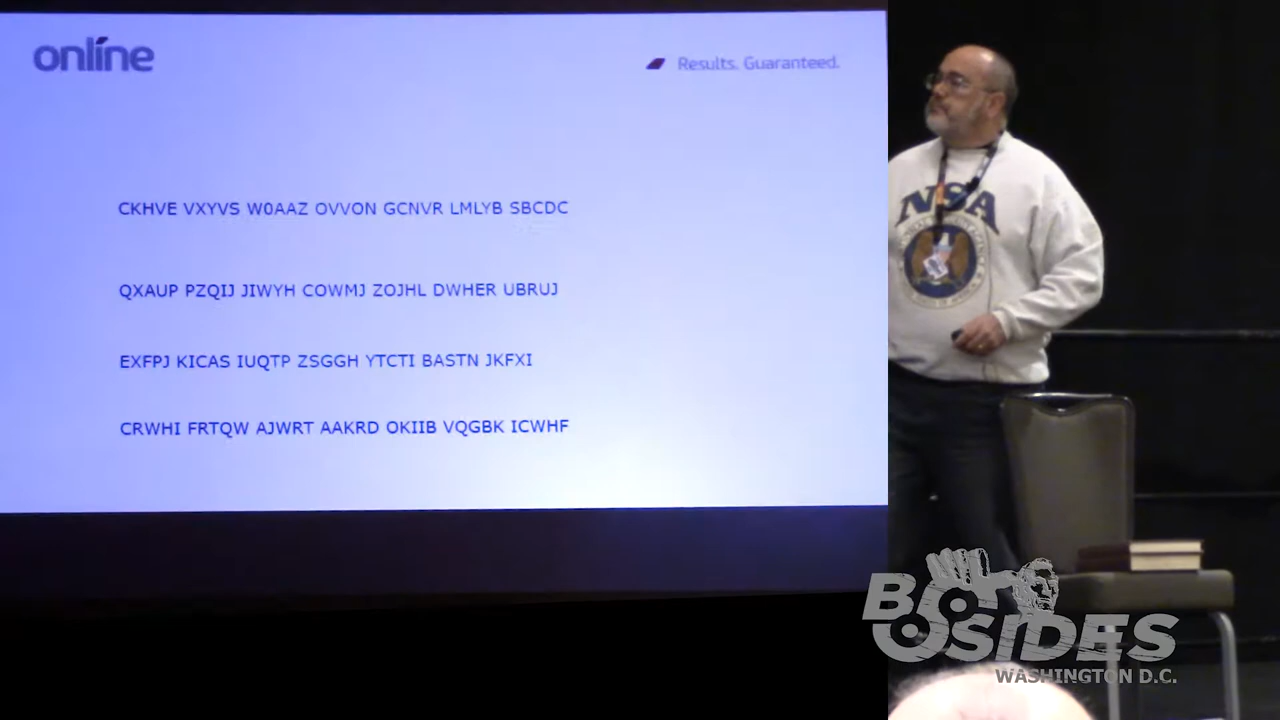 onlíne
Results. Guaranteed.
CKHVE VXYVS W0AAZ OVVON GCNVR LMLYB SBCDC
QXAUP PZQIJ JIWYH COWMJ ZOJHL DWHER UBRUJ
EXFPJ KICAS IUQTP ZSGGH YTCTI BASTN JKFXI
CRWHI FRTQW AJWRT AAKRD OKIIB VQGBK ICWHF
NSA
BSIDES
WASHINGTON D.C.